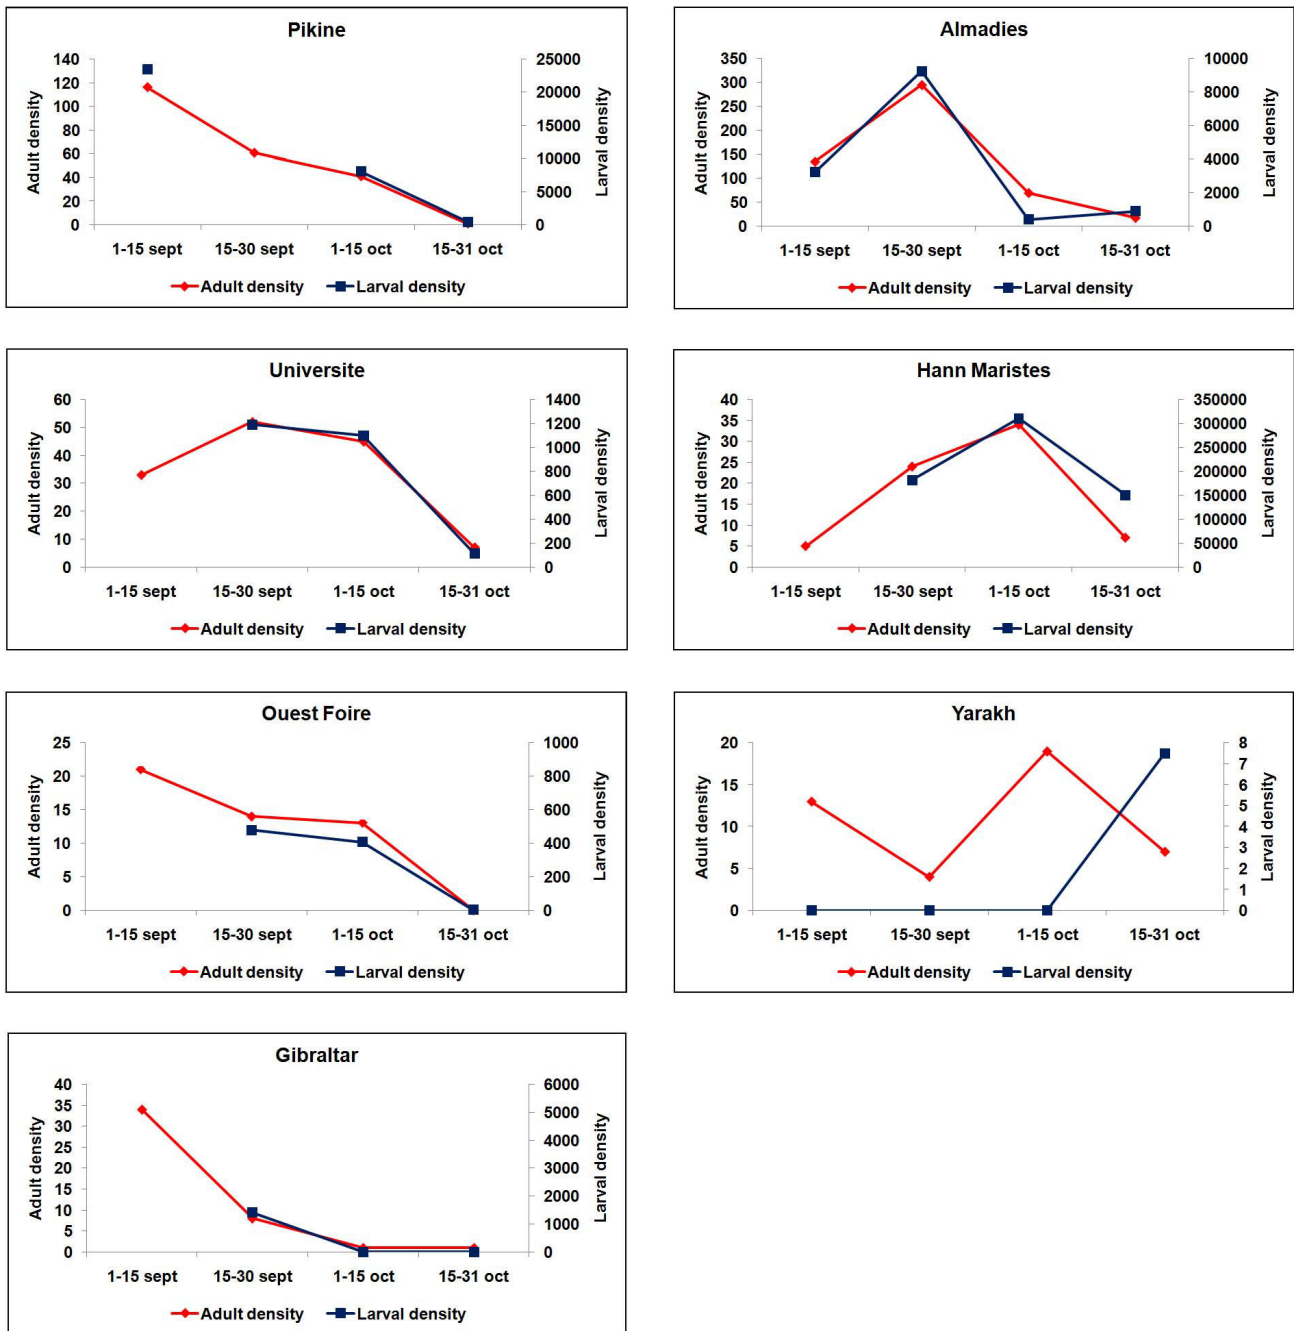 Pikine
140
120
100
80
60
40
20
0
Adult density
25000
20000
15000
10000
5000
0
Larval density
1-15 sept 15-30 sept 1-15 oct 15-31 oct
Adult density Larval density
Almadies
350
300
250
200
150
100
50
0
Adult density
10000
8000
6000
4000
2000
0
Larval density
1-15 sept 15-30 sept 1-15 oct 15-31 oct
Adult density Larval density
Universite
60
50
40
30
20
10
0
Adult density
1400
1200
1000
800
600
400
200
0
Larval density
1-15 sept 15-30 sept 1-15 oct 15-31 oct
Adult density Larval density
Hann Maristes
40
35
30
25
20
15
10
5
0
Adult density
350000
300000
250000
200000
150000
100000
50000
0
Larval density
1-15 sept 15-30 sept 1-15 oct 15-31 oct
Adult density Larval density
Ouest Foire
25
20
15
10
5
0
Adult density
1000
800
600
400
200
0
Larval density
1-15 sept 15-30 sept 1-15 oct 15-31 oct
Adult density Larval density
Yarakh
20
15
10
5
0
Adult density
8
7
6
5
4
3
2
1
0
Larval density
1-15 sept 15-30 sept 1-15 oct 15-31 oct
Adult density Larval density
Gibraltar
40
35
30
25
20
15
10
5
0
Adult density
6000
5000
4000
3000
2000
1000
0
Larval density
1-15 sept 15-30 sept 1-15 oct 15-31 oct
Adult density Larval density